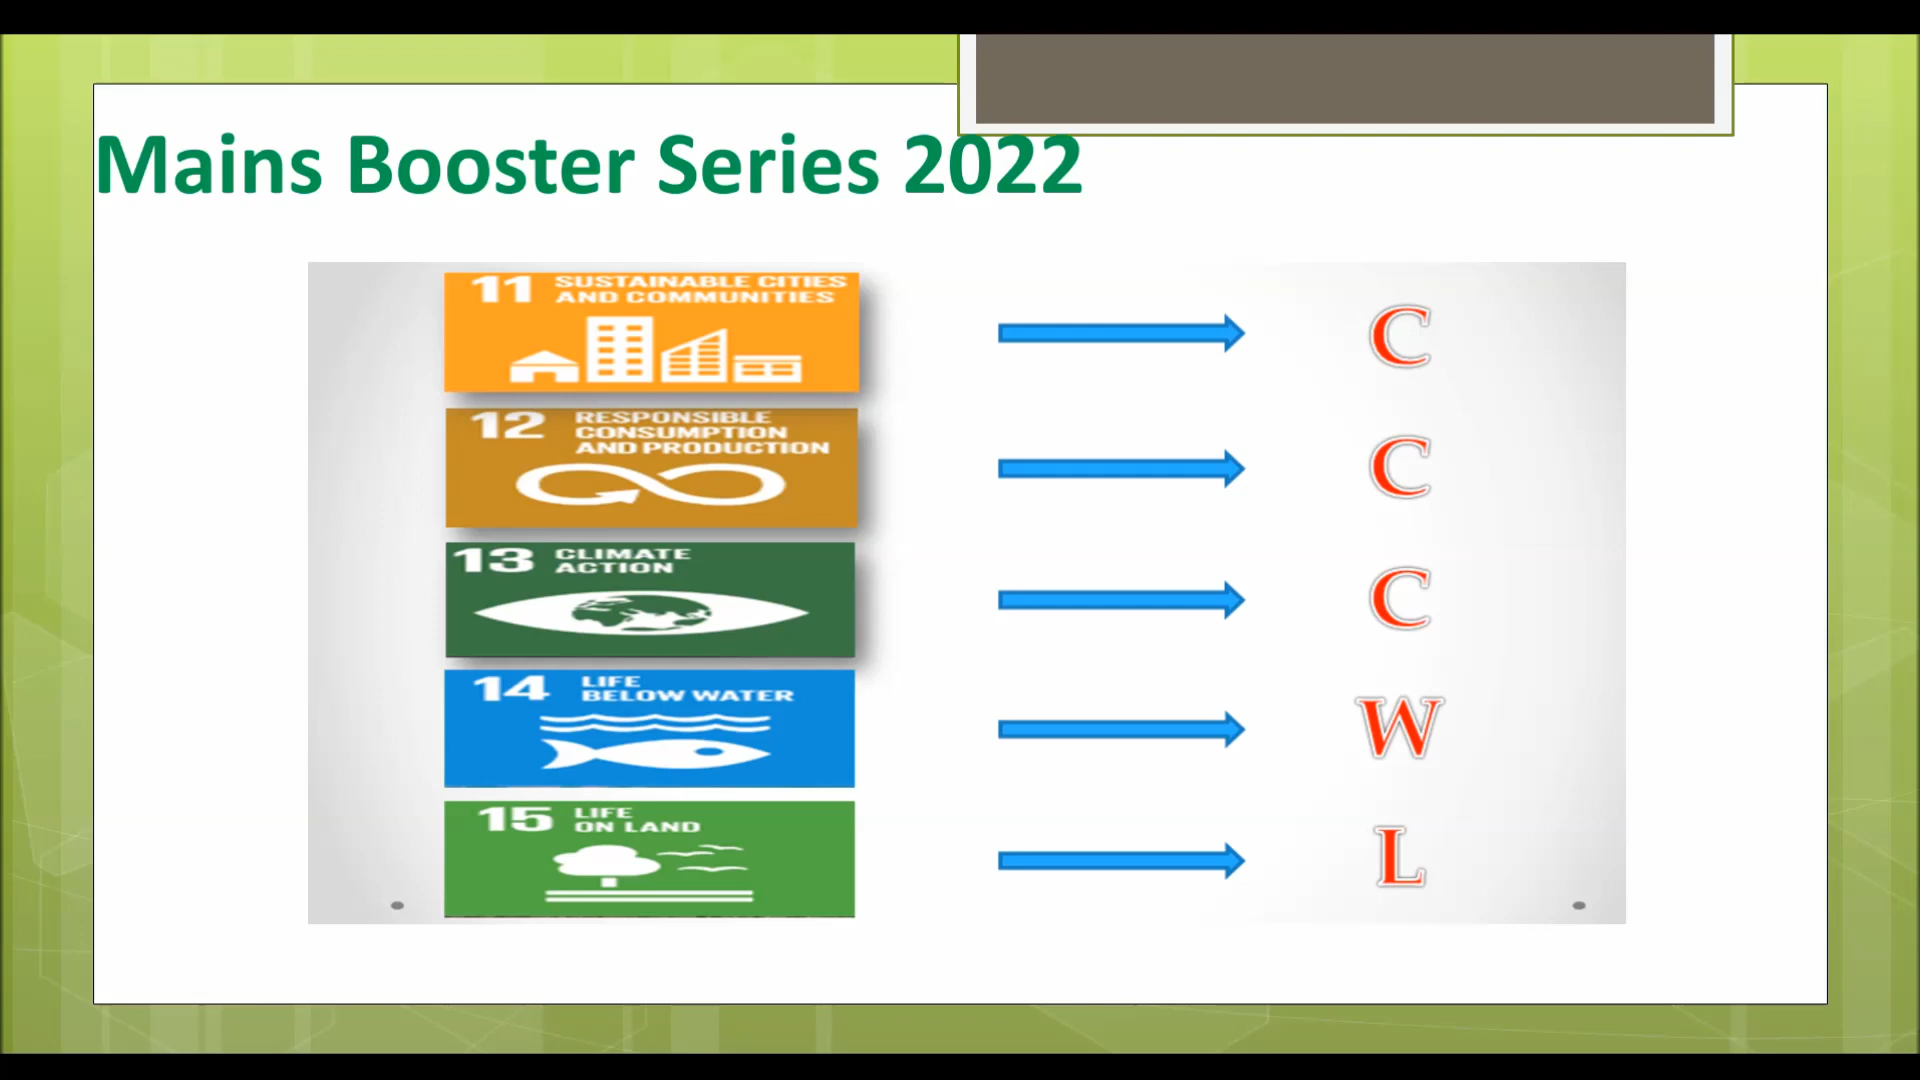 Mains Booster Series 2022
11 SUSTAINABLE CITIES
AND COMMUNITIES
C
12 RESPONSIBLE
CONSUMPTION
AND PRODUCTION
C
13 CLIMATE
ACTION
C
14 LIFE
BELOW WATER
W
15 LIFE
ON LAND
L